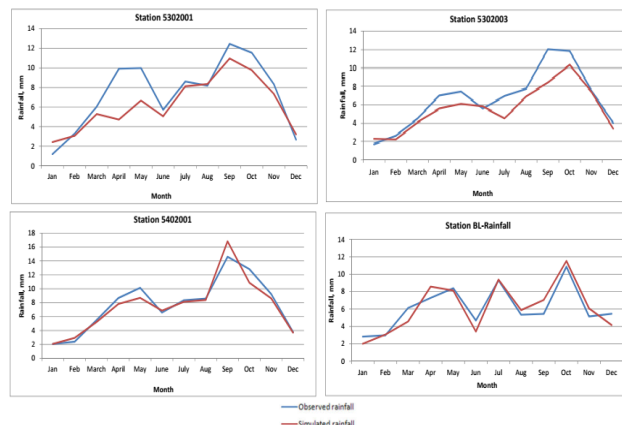 Station 5302001
14
12
10
8
6
4
2
0
Rainfall, mm
Jan Feb March April May June july Aug Sep Oct Nov Dec
Month
Station 5302003
14
12
10
8
6
4
2
0
Rainfall, mm
Jan Feb March April May June July Aug Sep Oct Nov Dec
Month
Station 5402001
18
16
14
12
10
8
6
4
2
0
Rainfall, mm
Jan Feb March April May Jun July Aug Sep Oct Nov Dec
Month
Station BL-Rainfall
14
12
10
8
6
4
2
0
Rainfall, mm
Jan Feb Mar Apr May Jun Jul Aug Sep Oct Nov Dec
Month
Observed rainfall
Simulated rainfall